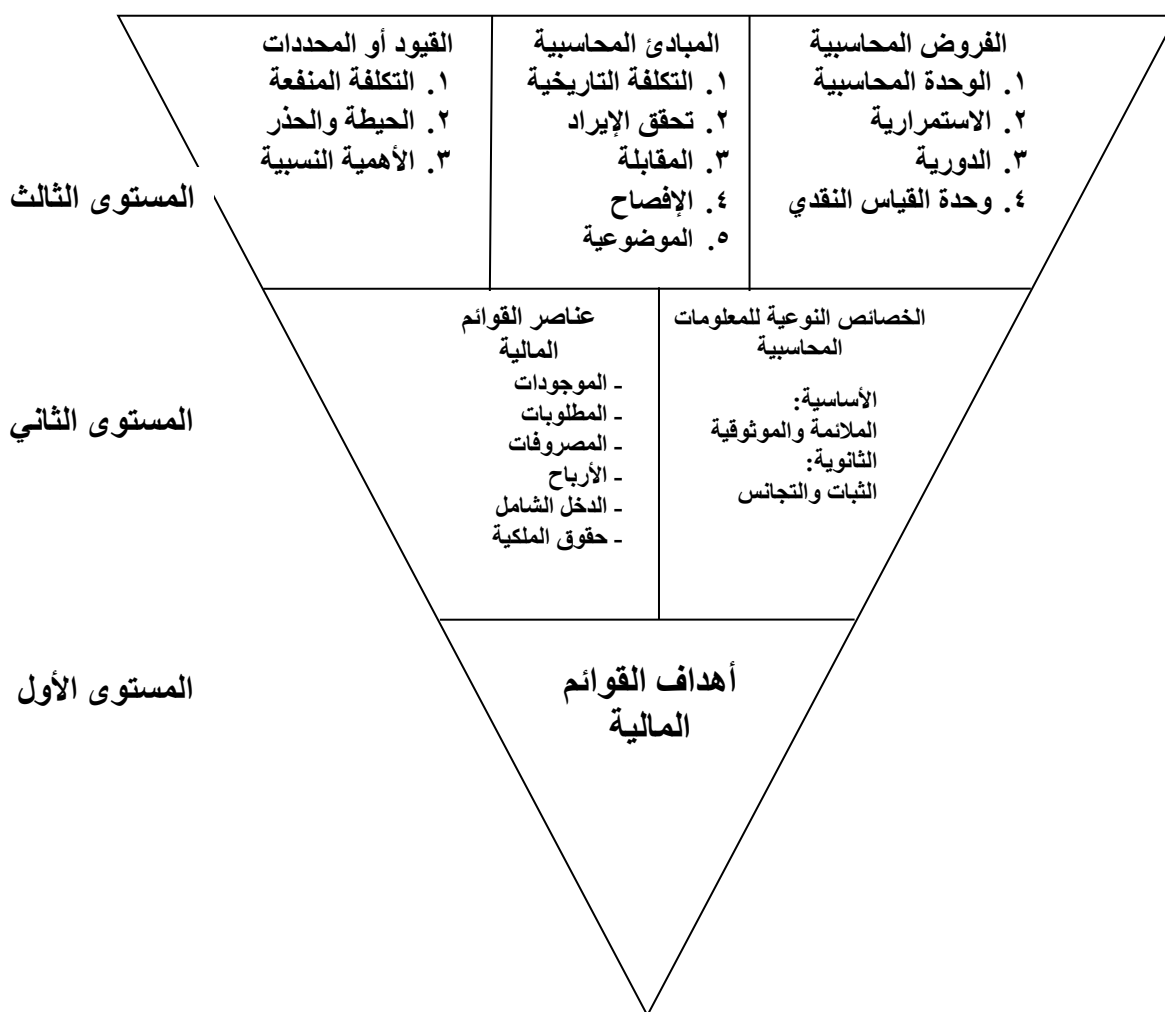 الفروض المحاسبية
١. الوحدة المحاسبية
٢. الاستمرارية
٣. الدورية
٤. وحدة القياس النقدي
المبادئ المحاسبية
١. التكلفة التاريخية
٢. تحقق الإيراد
٣. المقابلة
٤. الإفصاح
٥. الموضوعية
القيود أو المحددات
١. التكلفة المنفعة
٢. الحيطة والحذر
٣. الأهمية النسبية
المستوى الثالث
الخصائص النوعية للمعلومات
المحاسبية
الأساسية:
الملائمة والموثوقية
الثانوية:
الثبات والتجانس
عناصر القوائم
المالية
- الموجودات
- المطلوبات
- المصروفات
- الأرباح
- الدخل الشامل
- حقوق الملكية
المستوى الثاني
أهداف القوائم
المالية
المستوى الأول